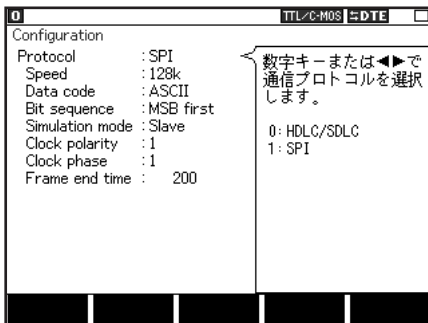 0 TTL/C-MOS ⇆DTE
Configuration
Protocol : SPI
Speed : 128k
Data code : ASCII
Bit sequence : MSB first
Simulation mode : Slave
Clock polarity : 1
Clock phase : 1
Frame end time : 200
数字キーまたは◀▶で
通信プロトコルを選択
します。
0: HDLC/SDLC
1: SPI